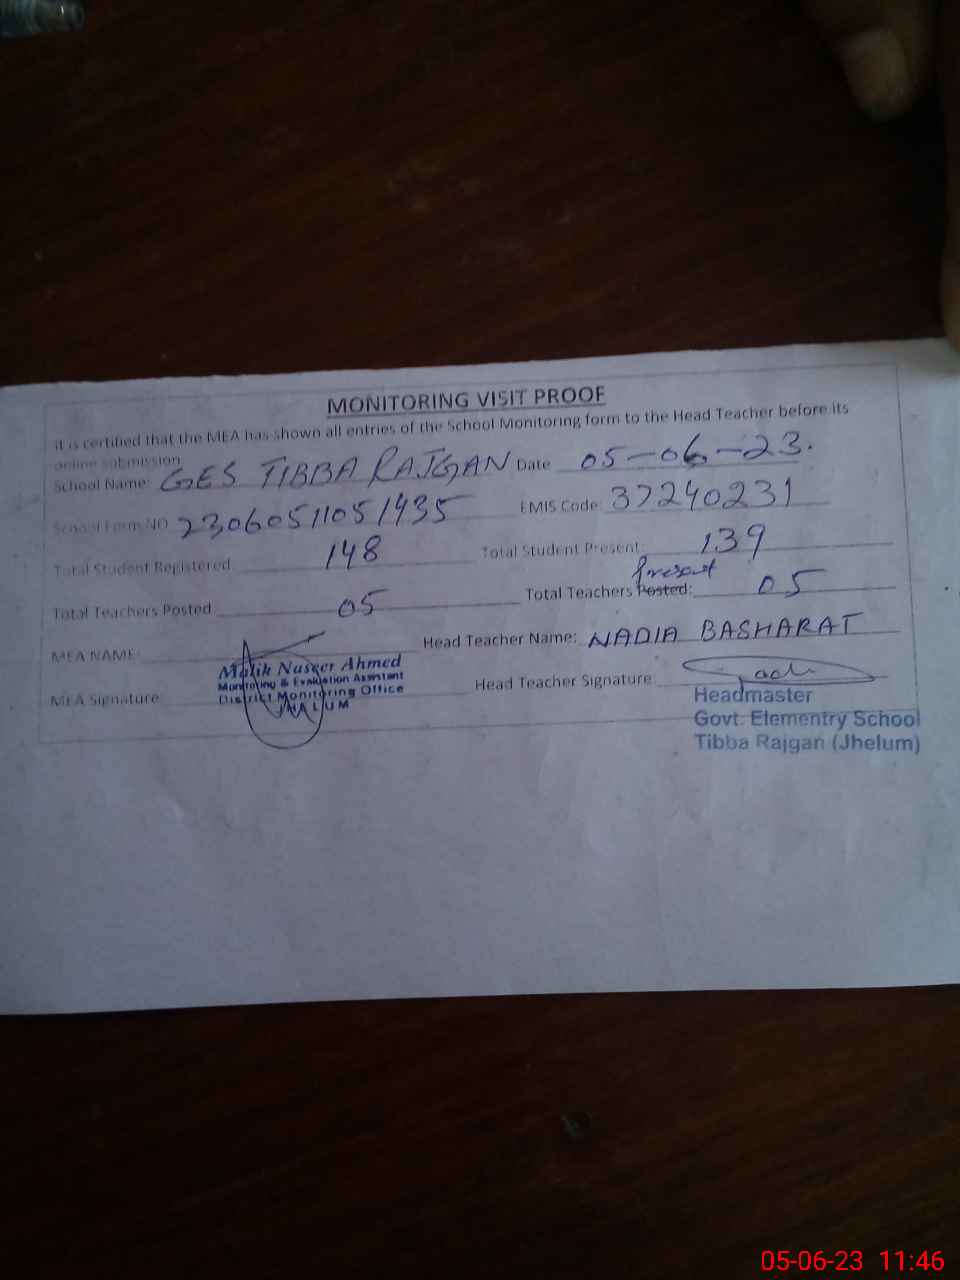 MONITORING VISIT PROOF
it is certified that the MEA has shown all entries of the School Monitoring form to the Head Teacher before its
online submission
School Name: GES TIBBA RAJGAN Date 05-06-23.
School Form NO 23060511051435 EMIS Code: 37240231
Total Student Registered 148 Total Student Present: 139
Present
Total Teachers Posted 05 Total Teachers Posted: 05
MEA NAME: Head Teacher Name: NADIA BASHARAT
Malik Nuseer Ahmed
Monitoring & Evaluation Assistant
District Monitoring Office
JHALUM
MEA Signature Head Teacher Signature:
Headmaster
Govt. Elementry School
Tibba Rajgan (Jhelum)
05-06-23 11:46